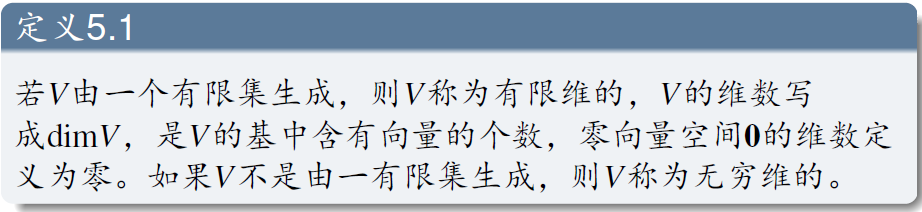 定义5.1
若V由一个有限集生成，则V称为有限维的，V的维数写
成dimV，是V的基中含有向量的个数，零向量空间0的维数定
义为零。如果V不是由一有限集生成，则V称为无穷维的。